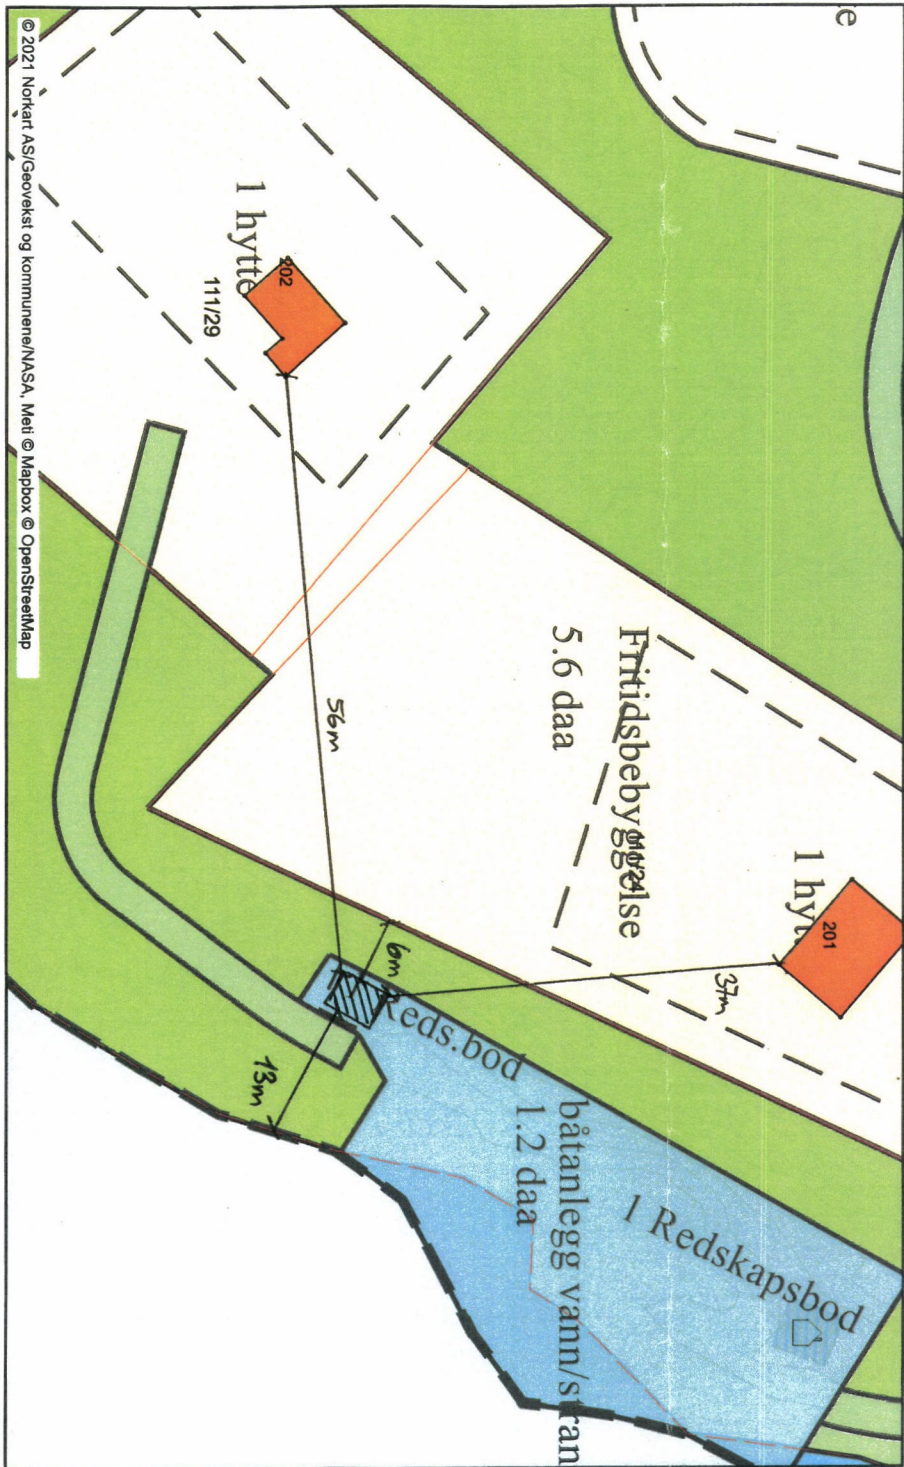 1 hytte
202
111/29
56m
Fritidsbebyggelse
5.6 daa
1 hytt
201
37m
6m
Reds.bod
13m
båtanlegg vann/stran
1.2 daa
1 Redskapsbod
© 2021 Norkart AS/Geovekst og kommunene/NASA, Meti © Mapbox © OpenStreetMap